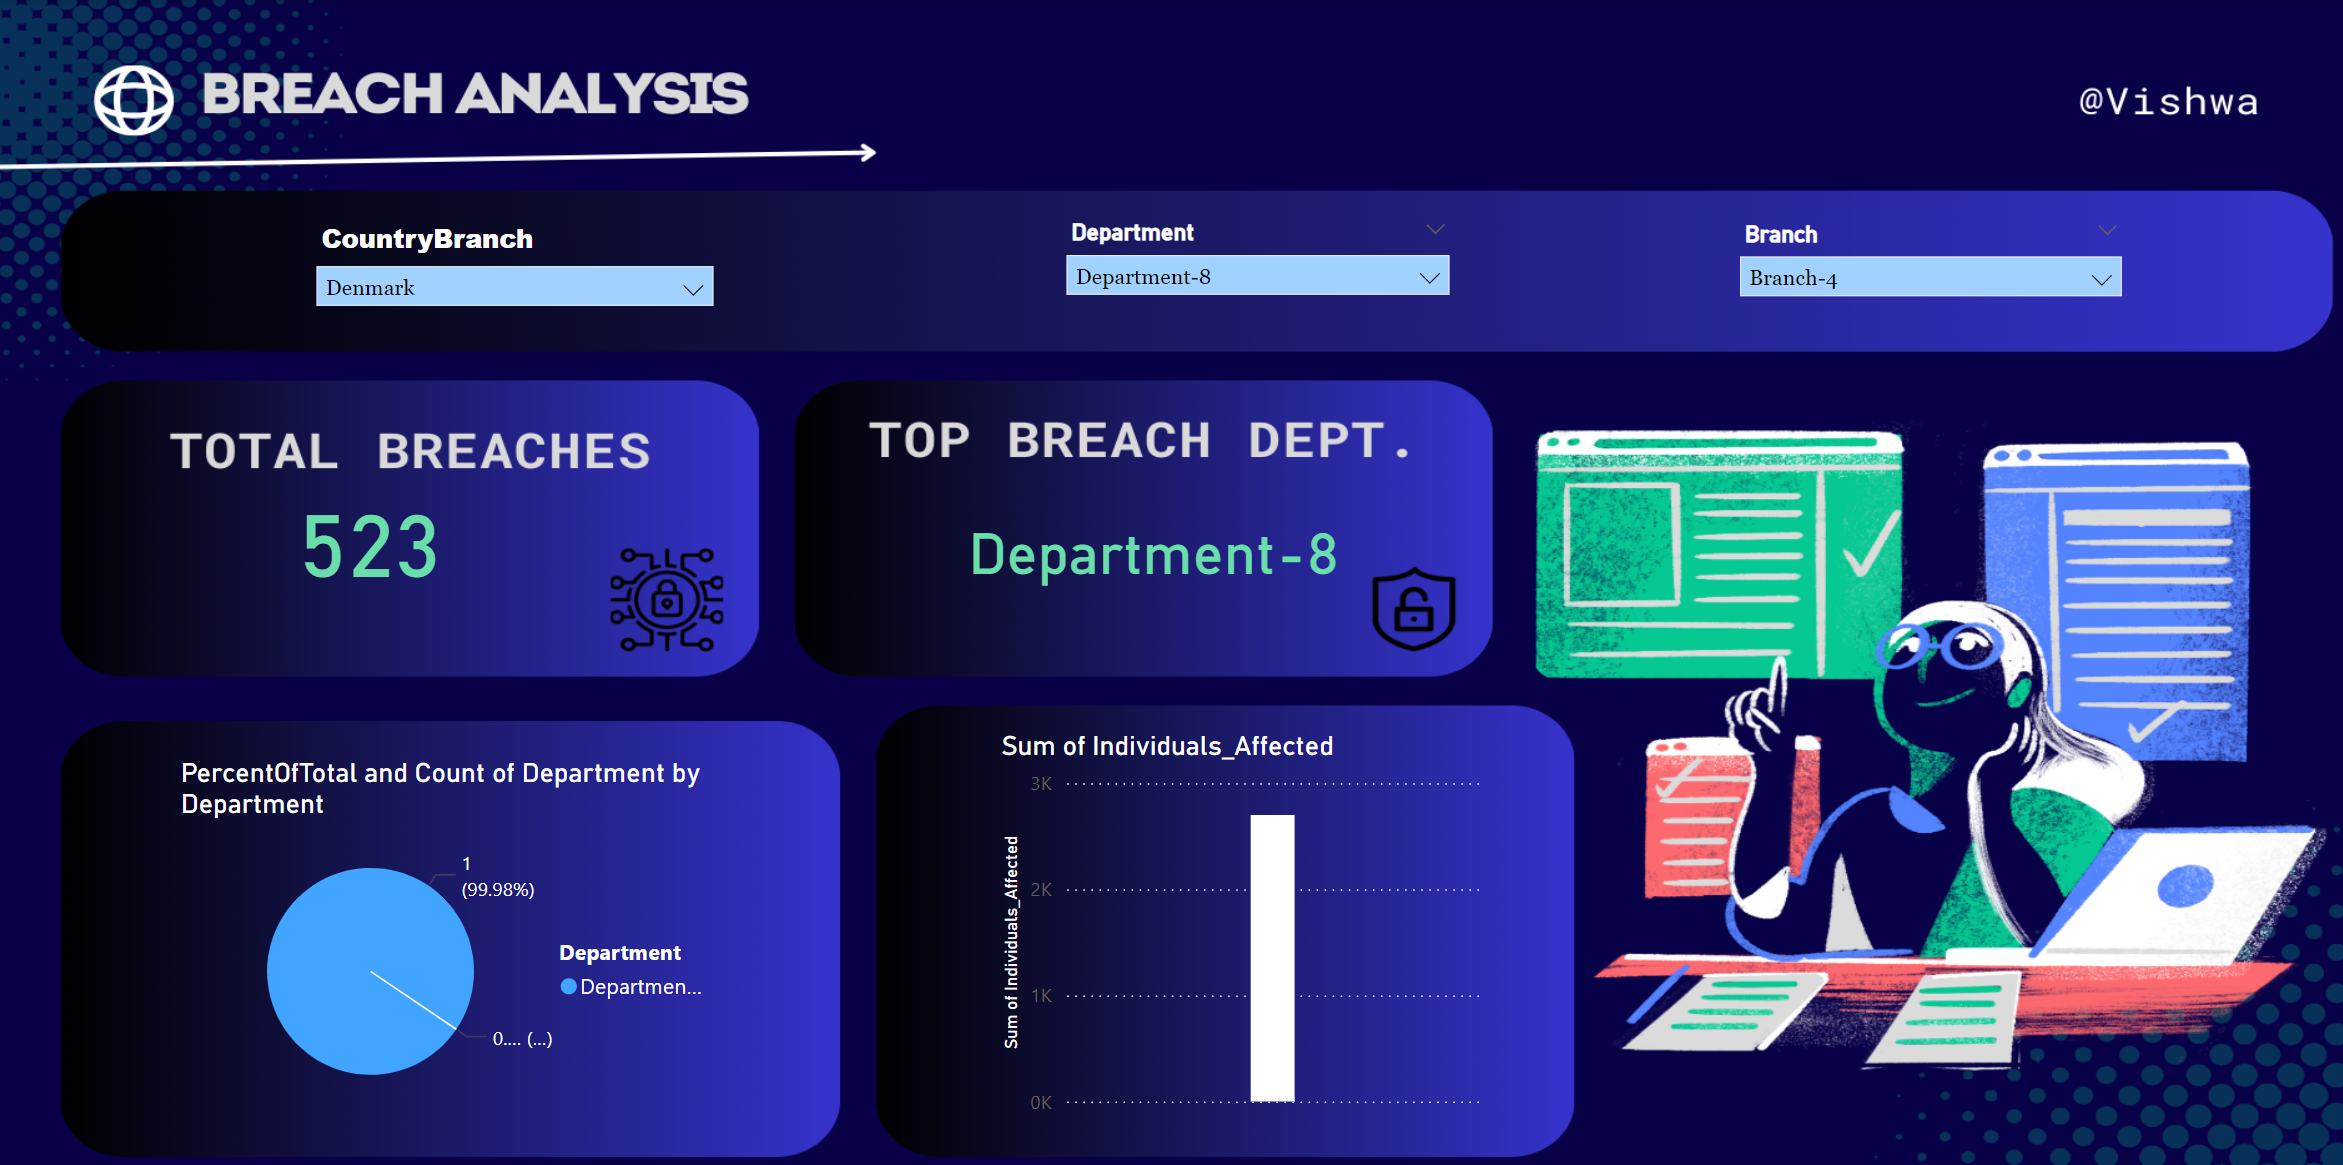 BREACH ANALYSIS
@Vishwa
CountryBranch
Denmark
Department
Department-8
Branch
Branch-4
TOTAL BREACHES
523
TOP BREACH DEPT.
Department-8
PercentOfTotal and Count of Department by
Department
1
(99.98%)
0.... (...)
Department
Departmen...
Sum of Individuals_Affected
Sum of Individuals_Affected
3K
2K
1K
0K